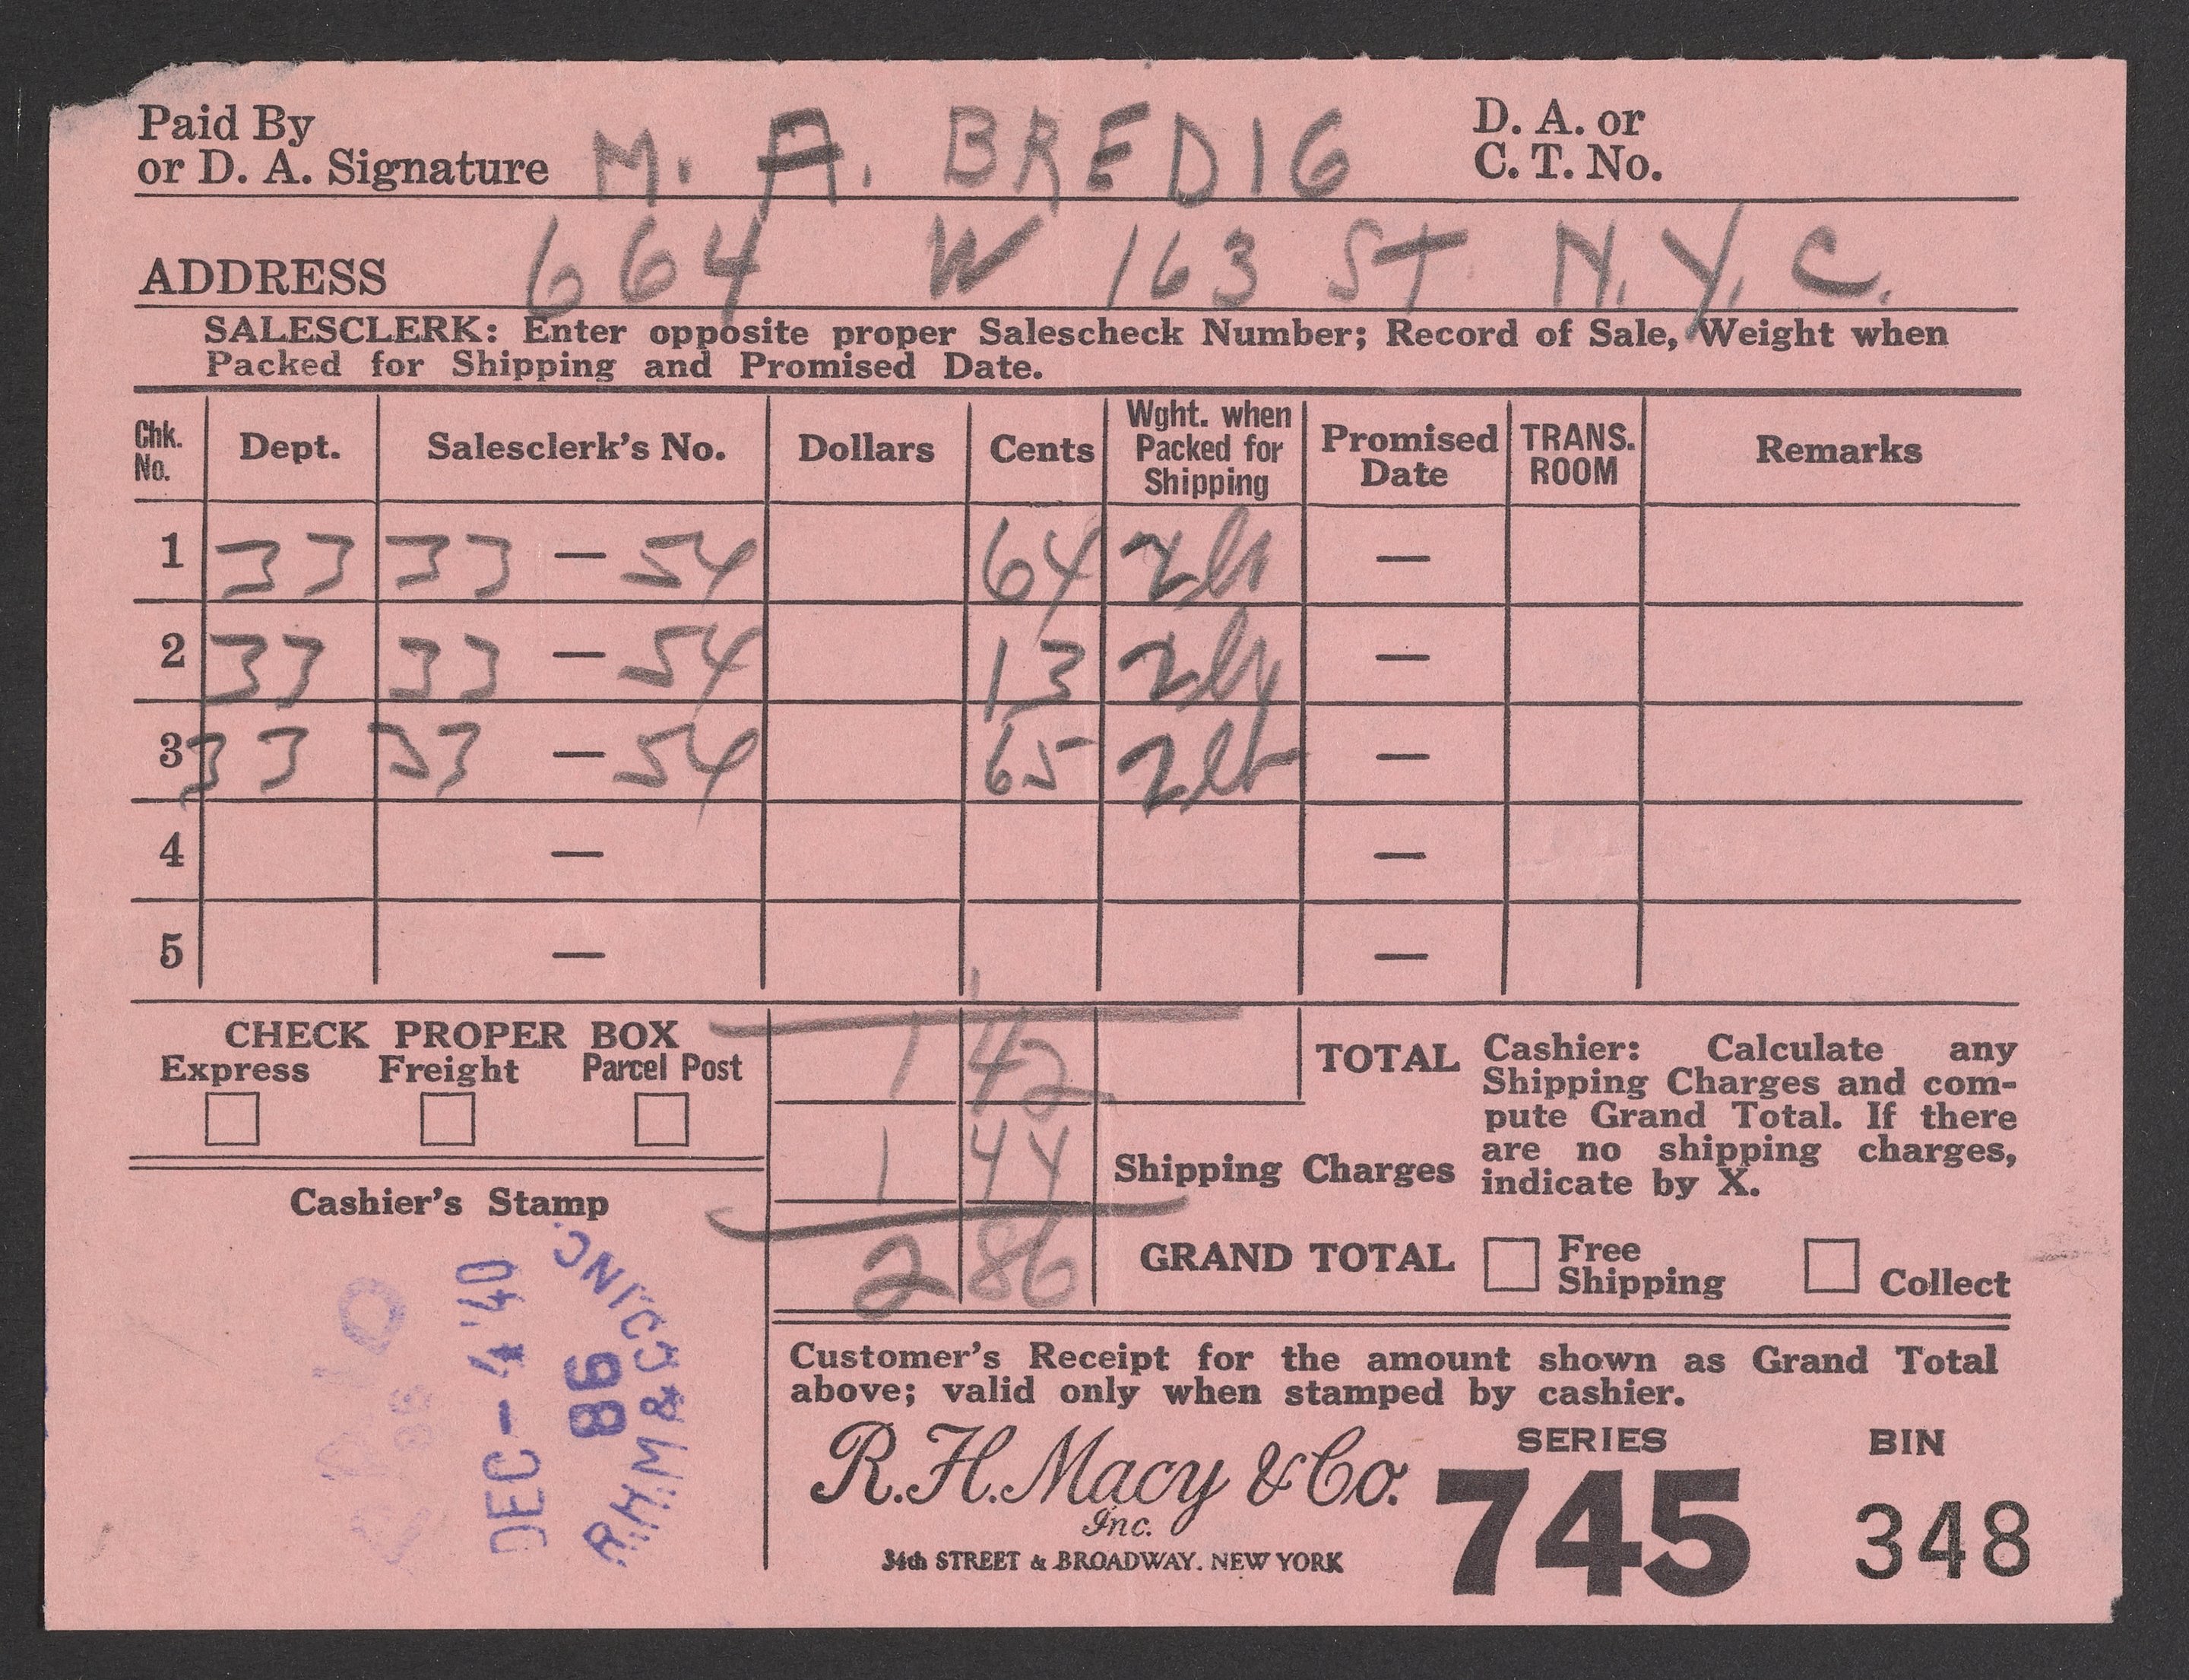 Paid By
or D. A. Signature M. A. BREDIG D. A. or
C. T. No.
ADDRESS 664 W 163 ST. N.Y.C.
SALESCLERK: Enter opposite proper Salescheck Number; Record of Sale, Weight when
Packed for Shipping and Promised Date.
Chk. No. Dept. Salesclerk's No. Dollars Cents Wght. when Packed for Shipping Promised Date TRANS. ROOM Remarks
1 33 33 — 54 64 2 lb —
2 33 33 — 54 13 2 lb —
3 33 33 — 54 65 2 lb —
4 — —
5 — —
CHECK PROPER BOX
Express Freight Parcel Post
1 42 TOTAL
1 44 Shipping Charges
2 86 GRAND TOTAL
Cashier: Calculate any
Shipping Charges and com-
pute Grand Total. If there
are no shipping charges,
indicate by X.
Free Shipping Collect
Cashier's Stamp
DEC - 4 '40
86
R.H.M & CO. INC.
Customer's Receipt for the amount shown as Grand Total
above; valid only when stamped by cashier.
R. H. Macy & Co.
Inc.
34th STREET & BROADWAY. NEW YORK
SERIES
745
BIN
348